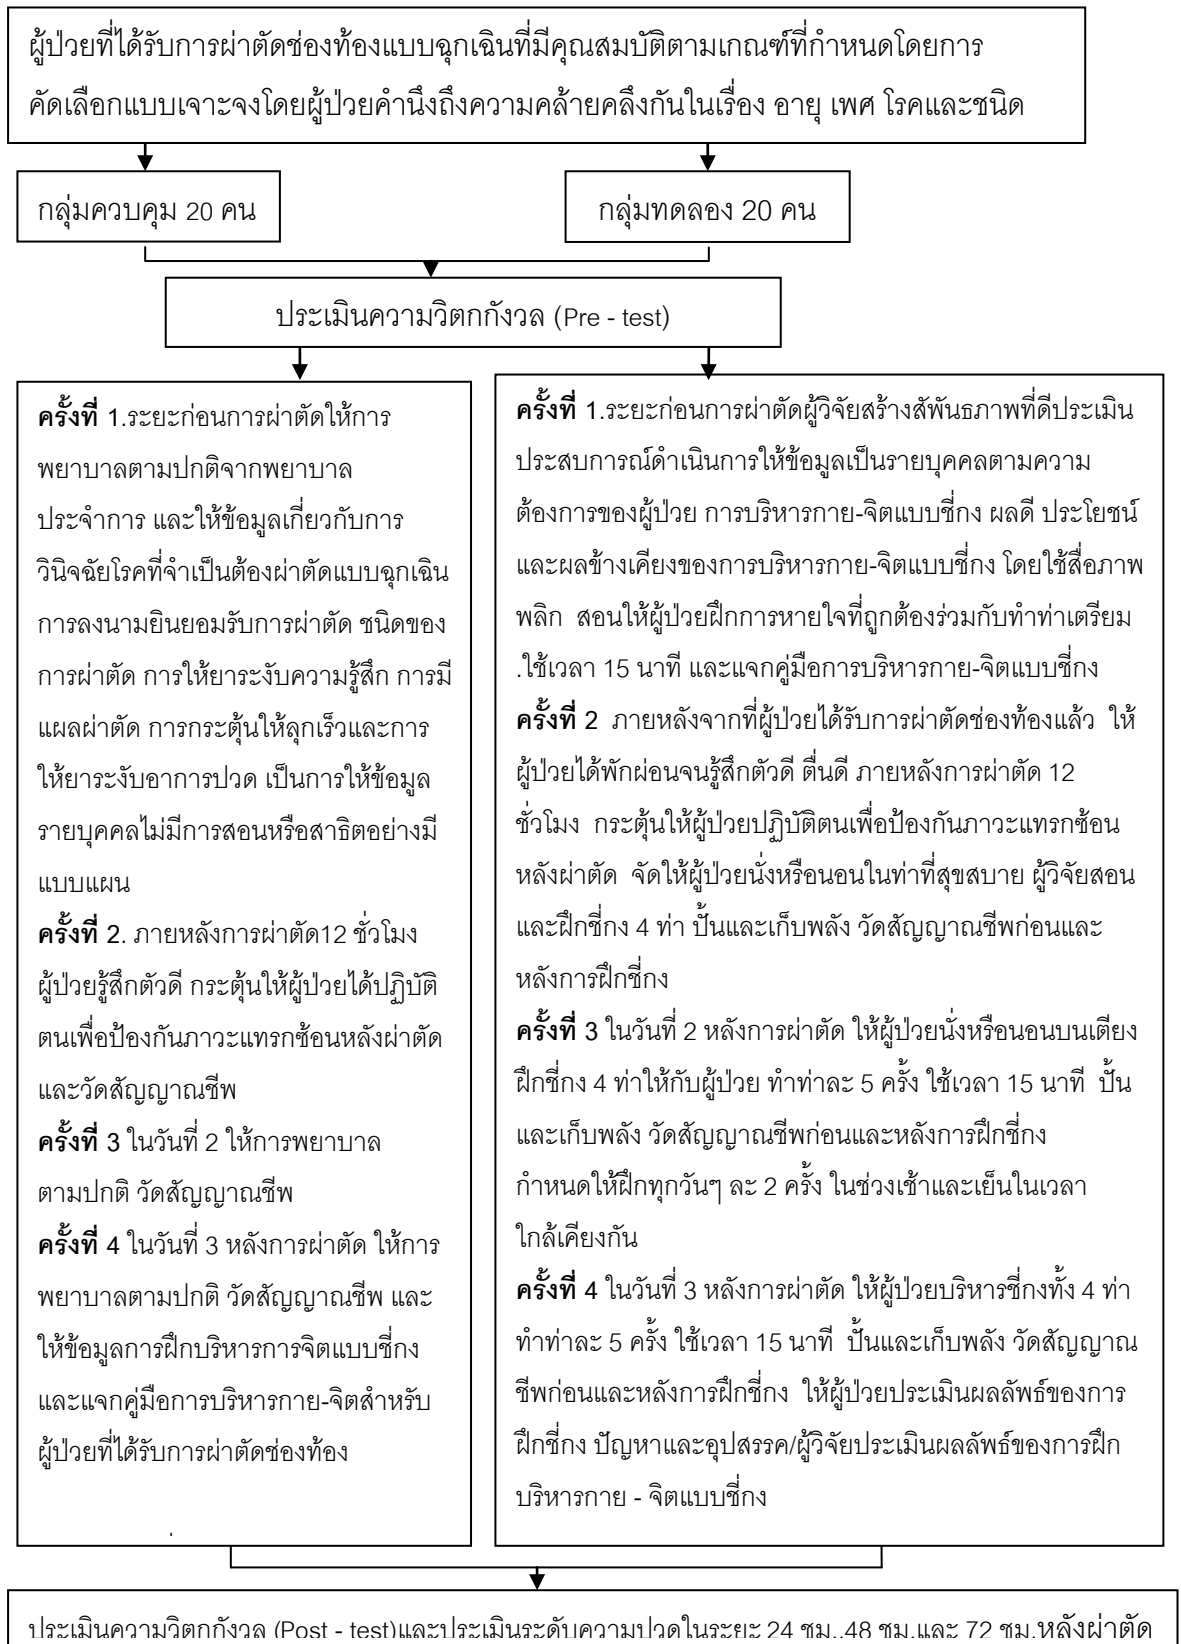 ผู้ป่วยที่ได้รับการผ่าตัดช่องท้องแบบฉุกเฉินที่มีคุณสมบัติตามเกณฑ์ที่กำหนดโดยการ
คัดเลือกแบบเจาะจงโดยผู้ป่วยคำนึงถึงความคล้ายคลึงกันในเรื่อง อายุ เพศ โรคและชนิด
กลุ่มควบคุม 20 คน
กลุ่มทดลอง 20 คน
ประเมินความวิตกกังวล (Pre - test)
ครั้งที่ 1.ระยะก่อนการผ่าตัดให้การ
พยาบาลตามปกติจากพยาบาล
ประจำการ และให้ข้อมูลเกี่ยวกับการ
วินิจฉัยโรคที่จำเป็นต้องผ่าตัดแบบฉุกเฉิน
การลงนามยินยอมรับการผ่าตัด ชนิดของ
การผ่าตัด การให้ยาระงับความรู้สึก การมี
แผลผ่าตัด การกระตุ้นให้ลุกเร็วและการ
ให้ยาระงับอาการปวด เป็นการให้ข้อมูล
รายบุคคลไม่มีการสอนหรือสาธิตอย่างมี
แบบแผน
ครั้งที่ 2. ภายหลังการผ่าตัด12 ชั่วโมง
ผู้ป่วยรู้สึกตัวดี กระตุ้นให้ผู้ป่วยได้ปฏิบัติ
ตนเพื่อป้องกันภาวะแทรกซ้อนหลังผ่าตัด
และวัดสัญญาณชีพ
ครั้งที่ 3 ในวันที่ 2 ให้การพยาบาล
ตามปกติ วัดสัญญาณชีพ
ครั้งที่ 4 ในวันที่ 3 หลังการผ่าตัด ให้การ
พยาบาลตามปกติ วัดสัญญาณชีพ และ
ให้ข้อมูลการฝึกบริหารการจิตแบบชี่กง
และแจกคู่มือการบริหารกาย-จิตสำหรับ
ผู้ป่วยที่ได้รับการผ่าตัดช่องท้อง
ครั้งที่ 1.ระยะก่อนการผ่าตัดผู้วิจัยสร้างสัพันธภาพที่ดีประเมิน
ประสบการณ์ดำเนินการให้ข้อมูลเป็นรายบุคคลตามความ
ต้องการของผู้ป่วย การบริหารกาย-จิตแบบชี่กง ผลดี ประโยชน์
และผลข้างเคียงของการบริหารกาย-จิตแบบชี่กง โดยใช้สื่อภาพ
พลิก สอนให้ผู้ป่วยฝึกการหายใจที่ถูกต้องร่วมกับทำท่าเตรียม
.ใช้เวลา 15 นาที และแจกคู่มือการบริหารกาย-จิตแบบชี่กง
ครั้งที่ 2 ภายหลังจากที่ผู้ป่วยได้รับการผ่าตัดช่องท้องแล้ว ให้
ผู้ป่วยได้พักผ่อนจนรู้สึกตัวดี ตื่นดี ภายหลังการผ่าตัด 12
ชั่วโมง กระตุ้นให้ผู้ป่วยปฏิบัติตนเพื่อป้องกันภาวะแทรกซ้อน
หลังผ่าตัด จัดให้ผู้ป่วยนั่งหรือนอนในท่าที่สุขสบาย ผู้วิจัยสอน
และฝึกชี่กง 4 ท่า ปั้นและเก็บพลัง วัดสัญญาณชีพก่อนและ
หลังการฝึกชี่กง
ครั้งที่ 3 ในวันที่ 2 หลังการผ่าตัด ให้ผู้ป่วยนั่งหรือนอนบนเตียง
ฝึกชี่กง 4 ท่าให้กับผู้ป่วย ทำท่าละ 5 ครั้ง ใช้เวลา 15 นาที ปั้น
และเก็บพลัง วัดสัญญาณชีพก่อนและหลังการฝึกชี่กง
กำหนดให้ฝึกทุกวันๆ ละ 2 ครั้ง ในช่วงเช้าและเย็นในเวลา
ใกล้เคียงกัน
ครั้งที่ 4 ในวันที่ 3 หลังการผ่าตัด ให้ผู้ป่วยบริหารชี่กงทั้ง 4 ท่า
ทำท่าละ 5 ครั้ง ใช้เวลา 15 นาที ปั้นและเก็บพลัง วัดสัญญาณ
ชีพก่อนและหลังการฝึกชี่กง ให้ผู้ป่วยประเมินผลลัพธ์ของการ
ฝึกชี่กง ปัญหาและอุปสรรค/ผู้วิจัยประเมินผลลัพธ์ของการฝึก
บริหารกาย - จิตแบบชี่กง
ประเมินความวิตกกังวล (Post - test)และประเมินระดับความปวดในระยะ 24 ชม.,48 ชม.และ 72 ชม.หลังผ่าตัด